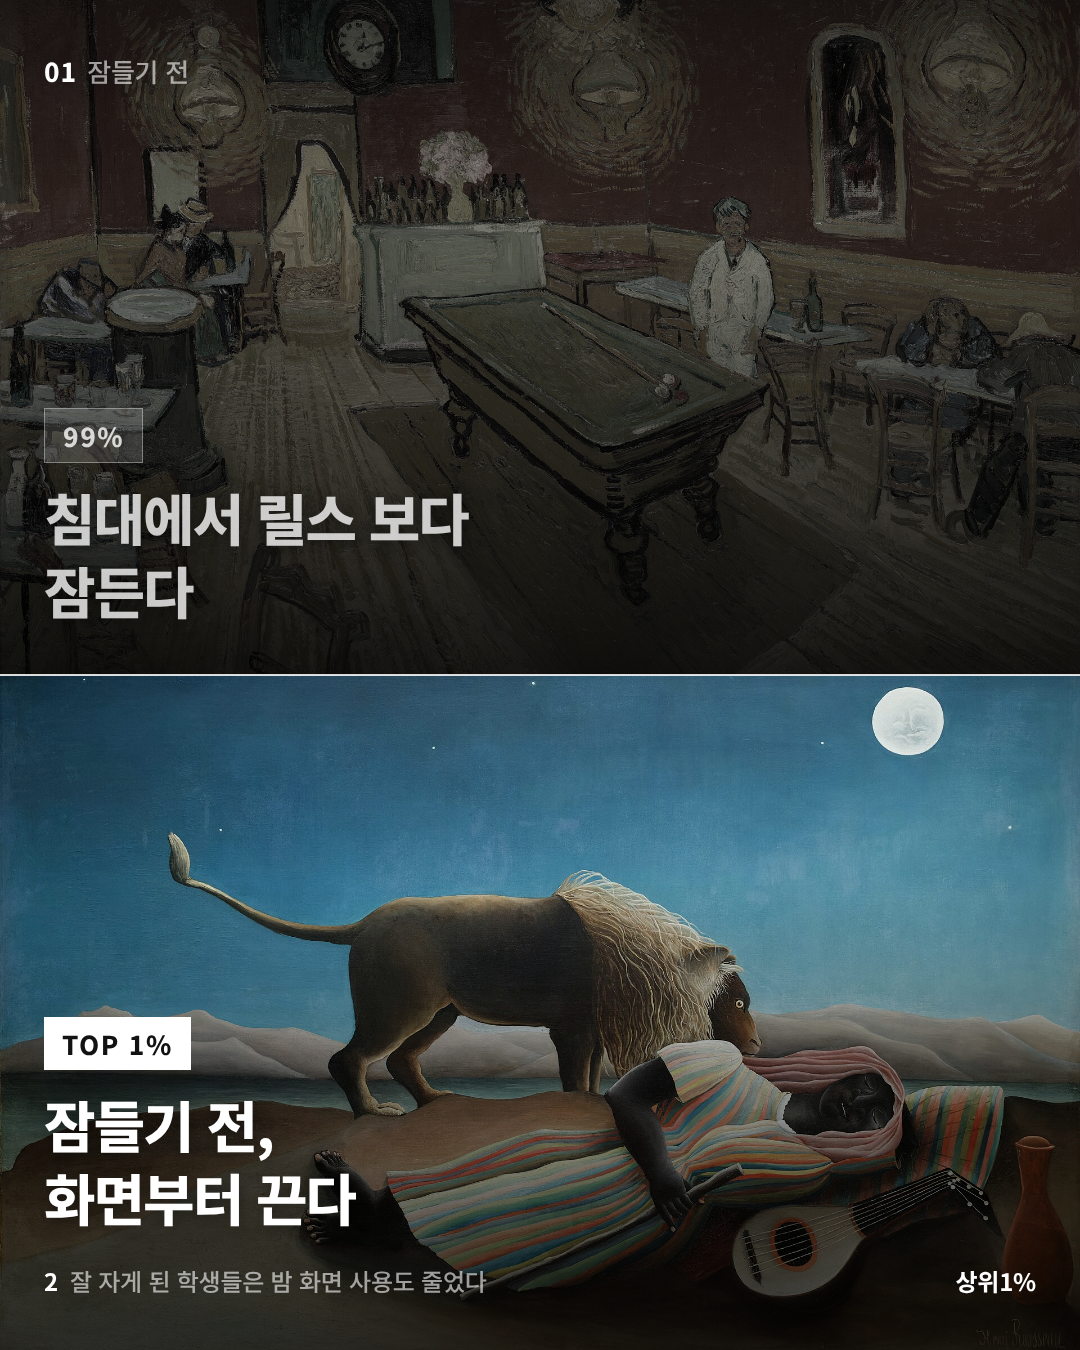 01 잠들기 전
99%
침대에서 릴스 보다
잠든다
TOP 1%
잠들기 전,
화면부터 끈다
2 잘 자게 된 학생들은 밤 화면 사용도 줄었다
상위1%